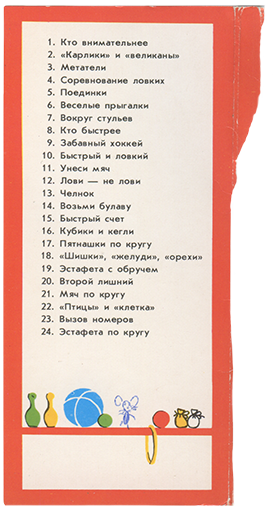 1. Кто внимательнее
2. «Карлики» и «великаны»
3. Метатели
4. Соревнование ловких
5. Поединки
6. Веселые прыгалки
7. Вокруг стульев
8. Кто быстрее
9. Забавный хоккей
10. Быстрый и ловкий
11. Унеси мяч
12. Лови — не лови
13. Челнок
14. Возьми булаву
15. Быстрый счет
16. Кубики и кегли
17. Пятнашки по кругу
18. «Шишки», «желуди», «орехи»
19. Эстафета с обручем
20. Второй лишний
21. Мяч по кругу
22. «Птицы» и «клетка»
23. Вызов номеров
24. Эстафета по кругу